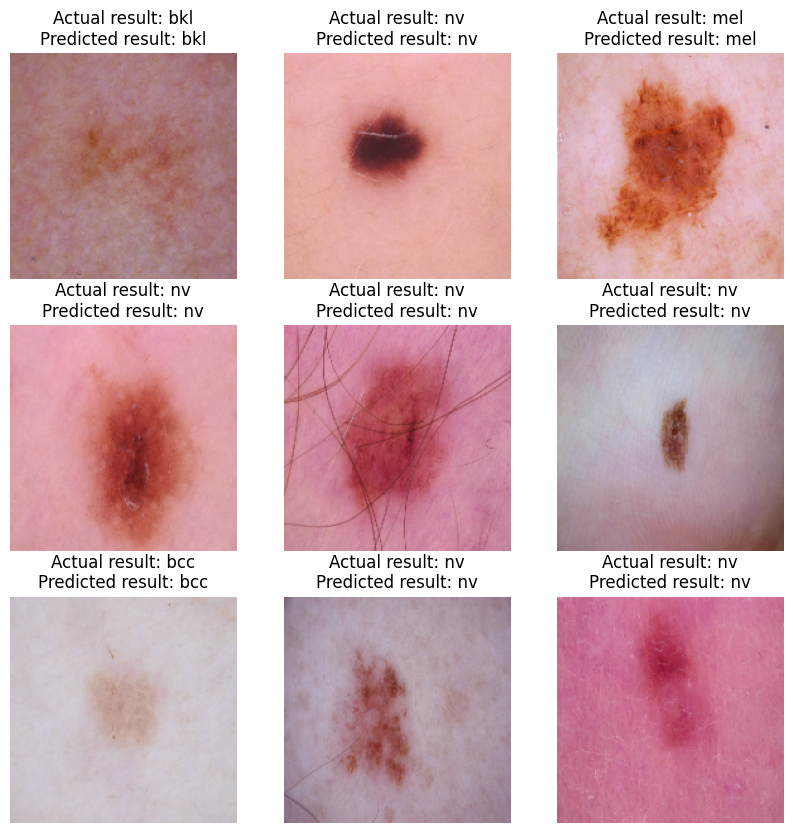 Actual result: bkl
Predicted result: bkl
Actual result: nv
Predicted result: nv
Actual result: mel
Predicted result: mel
Actual result: nv
Predicted result: nv
Actual result: nv
Predicted result: nv
Actual result: nv
Predicted result: nv
Actual result: bcc
Predicted result: bcc
Actual result: nv
Predicted result: nv
Actual result: nv
Predicted result: nv